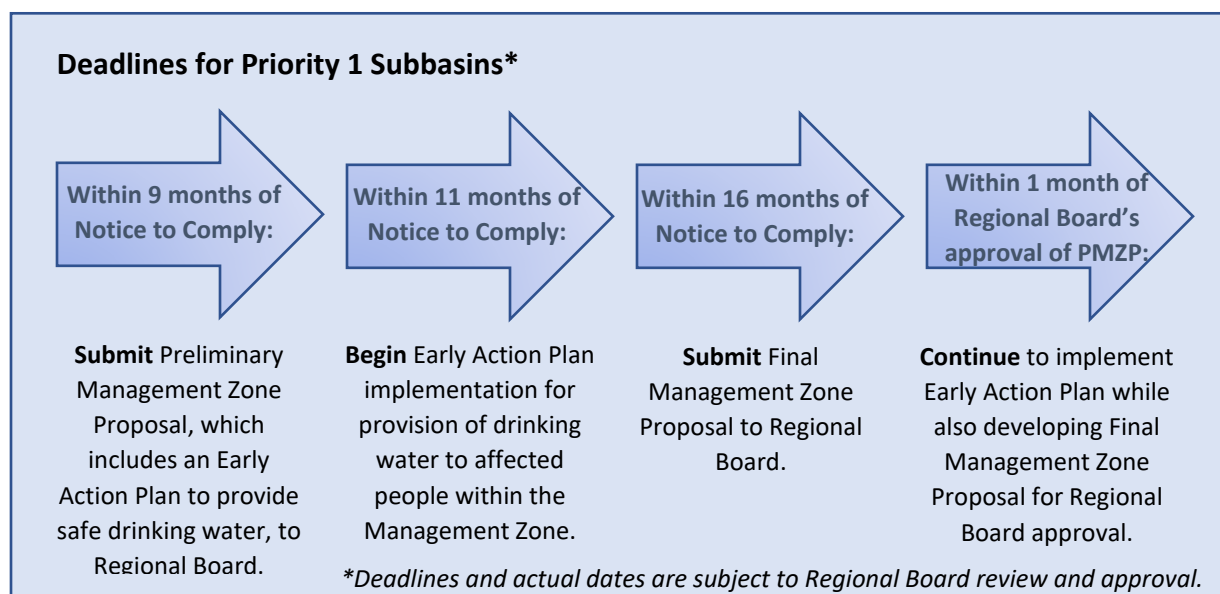 Deadlines for Priority 1 Subbasins*
Within 9 months of
Notice to Comply:
Submit Preliminary
Management Zone
Proposal, which
includes an Early
Action Plan to provide
safe drinking water, to
Regional Board.
Within 11 months of
Notice to Comply:
Begin Early Action Plan
implementation for
provision of drinking
water to affected
people within the
Management Zone.
Within 16 months of
Notice to Comply:
Submit Final
Management Zone
Proposal to Regional
Board.
Within 1 month of
Regional Board’s
approval of PMZP:
Continue to implement
Early Action Plan while
also developing Final
Management Zone
Proposal for Regional
Board approval.
*Deadlines and actual dates are subject to Regional Board review and approval.